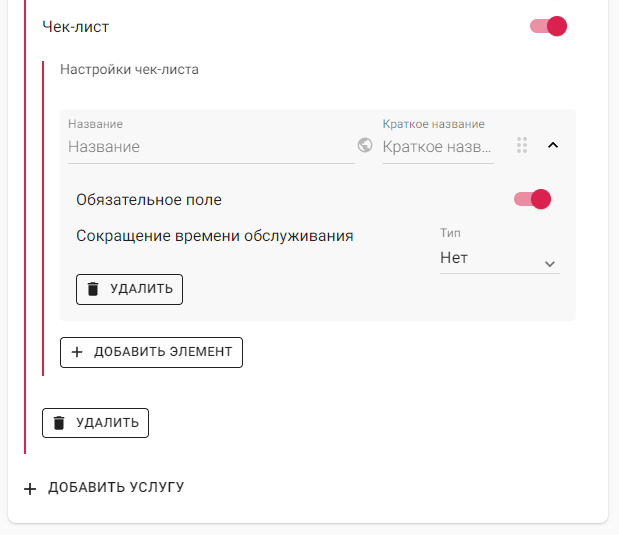 Чек-лист
Настройки чек-листа
Название Краткое название
Название Краткое назв...
Обязательное поле
Сокращение времени обслуживания
Тип
Нет
УДАЛИТЬ
ДОБАВИТЬ ЭЛЕМЕНТ
УДАЛИТЬ
ДОБАВИТЬ УСЛУГУ